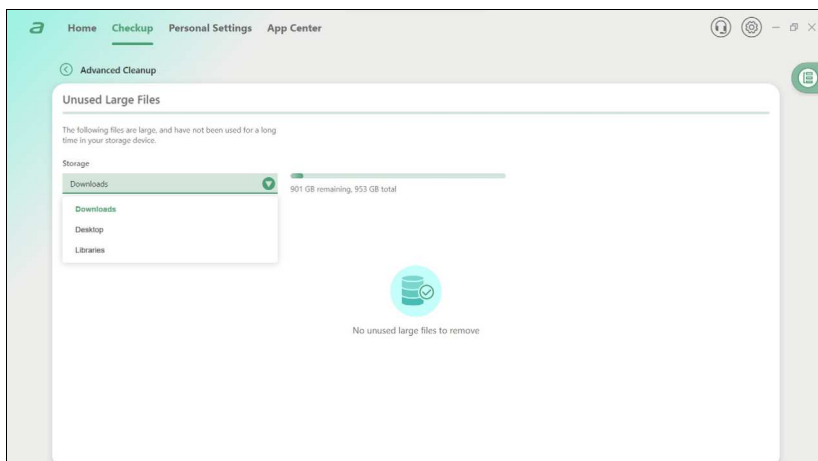 a Home Checkup Personal Settings App Center
Advanced Cleanup
Unused Large Files
The following files are large, and have not been used for a long
time in your storage device.
Storage
Downloads
901 GB remaining, 953 GB total
Downloads
Desktop
Libraries
No unused large files to remove